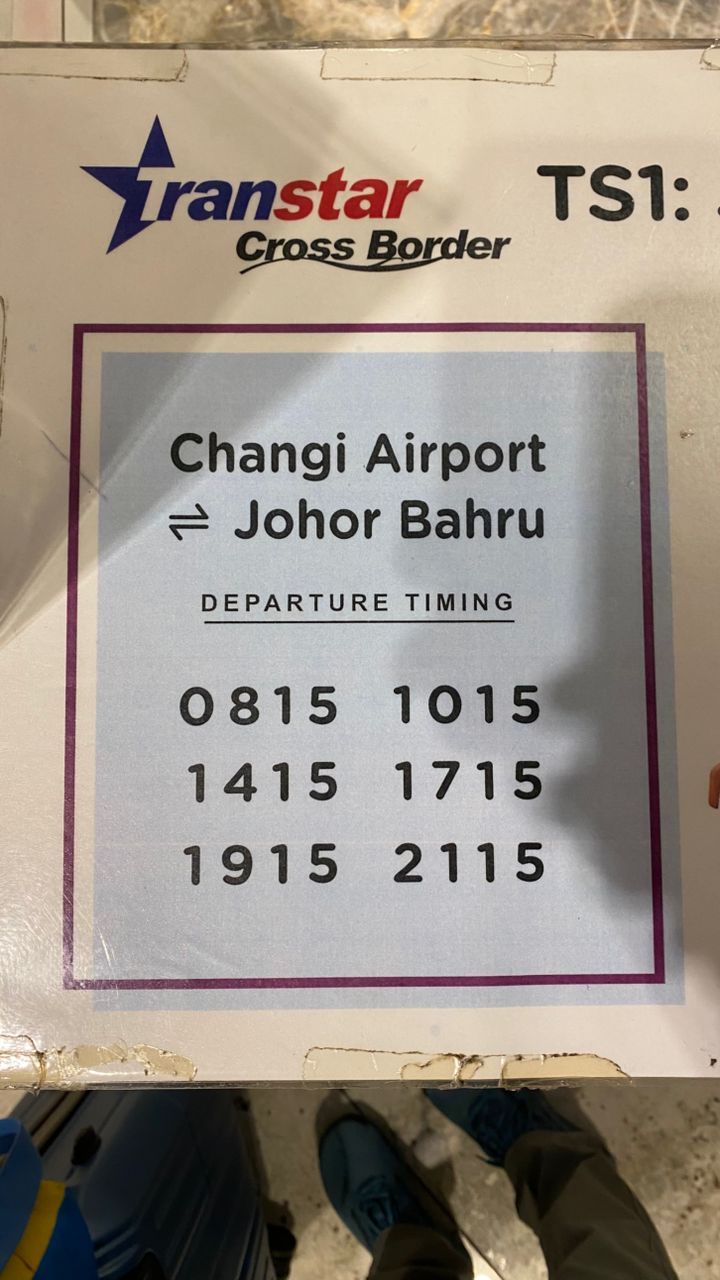 Transtar TS1:
Cross Border
Changi Airport
⇌ Johor Bahru
DEPARTURE TIMING
0815 1015
1415 1715
1915 2115